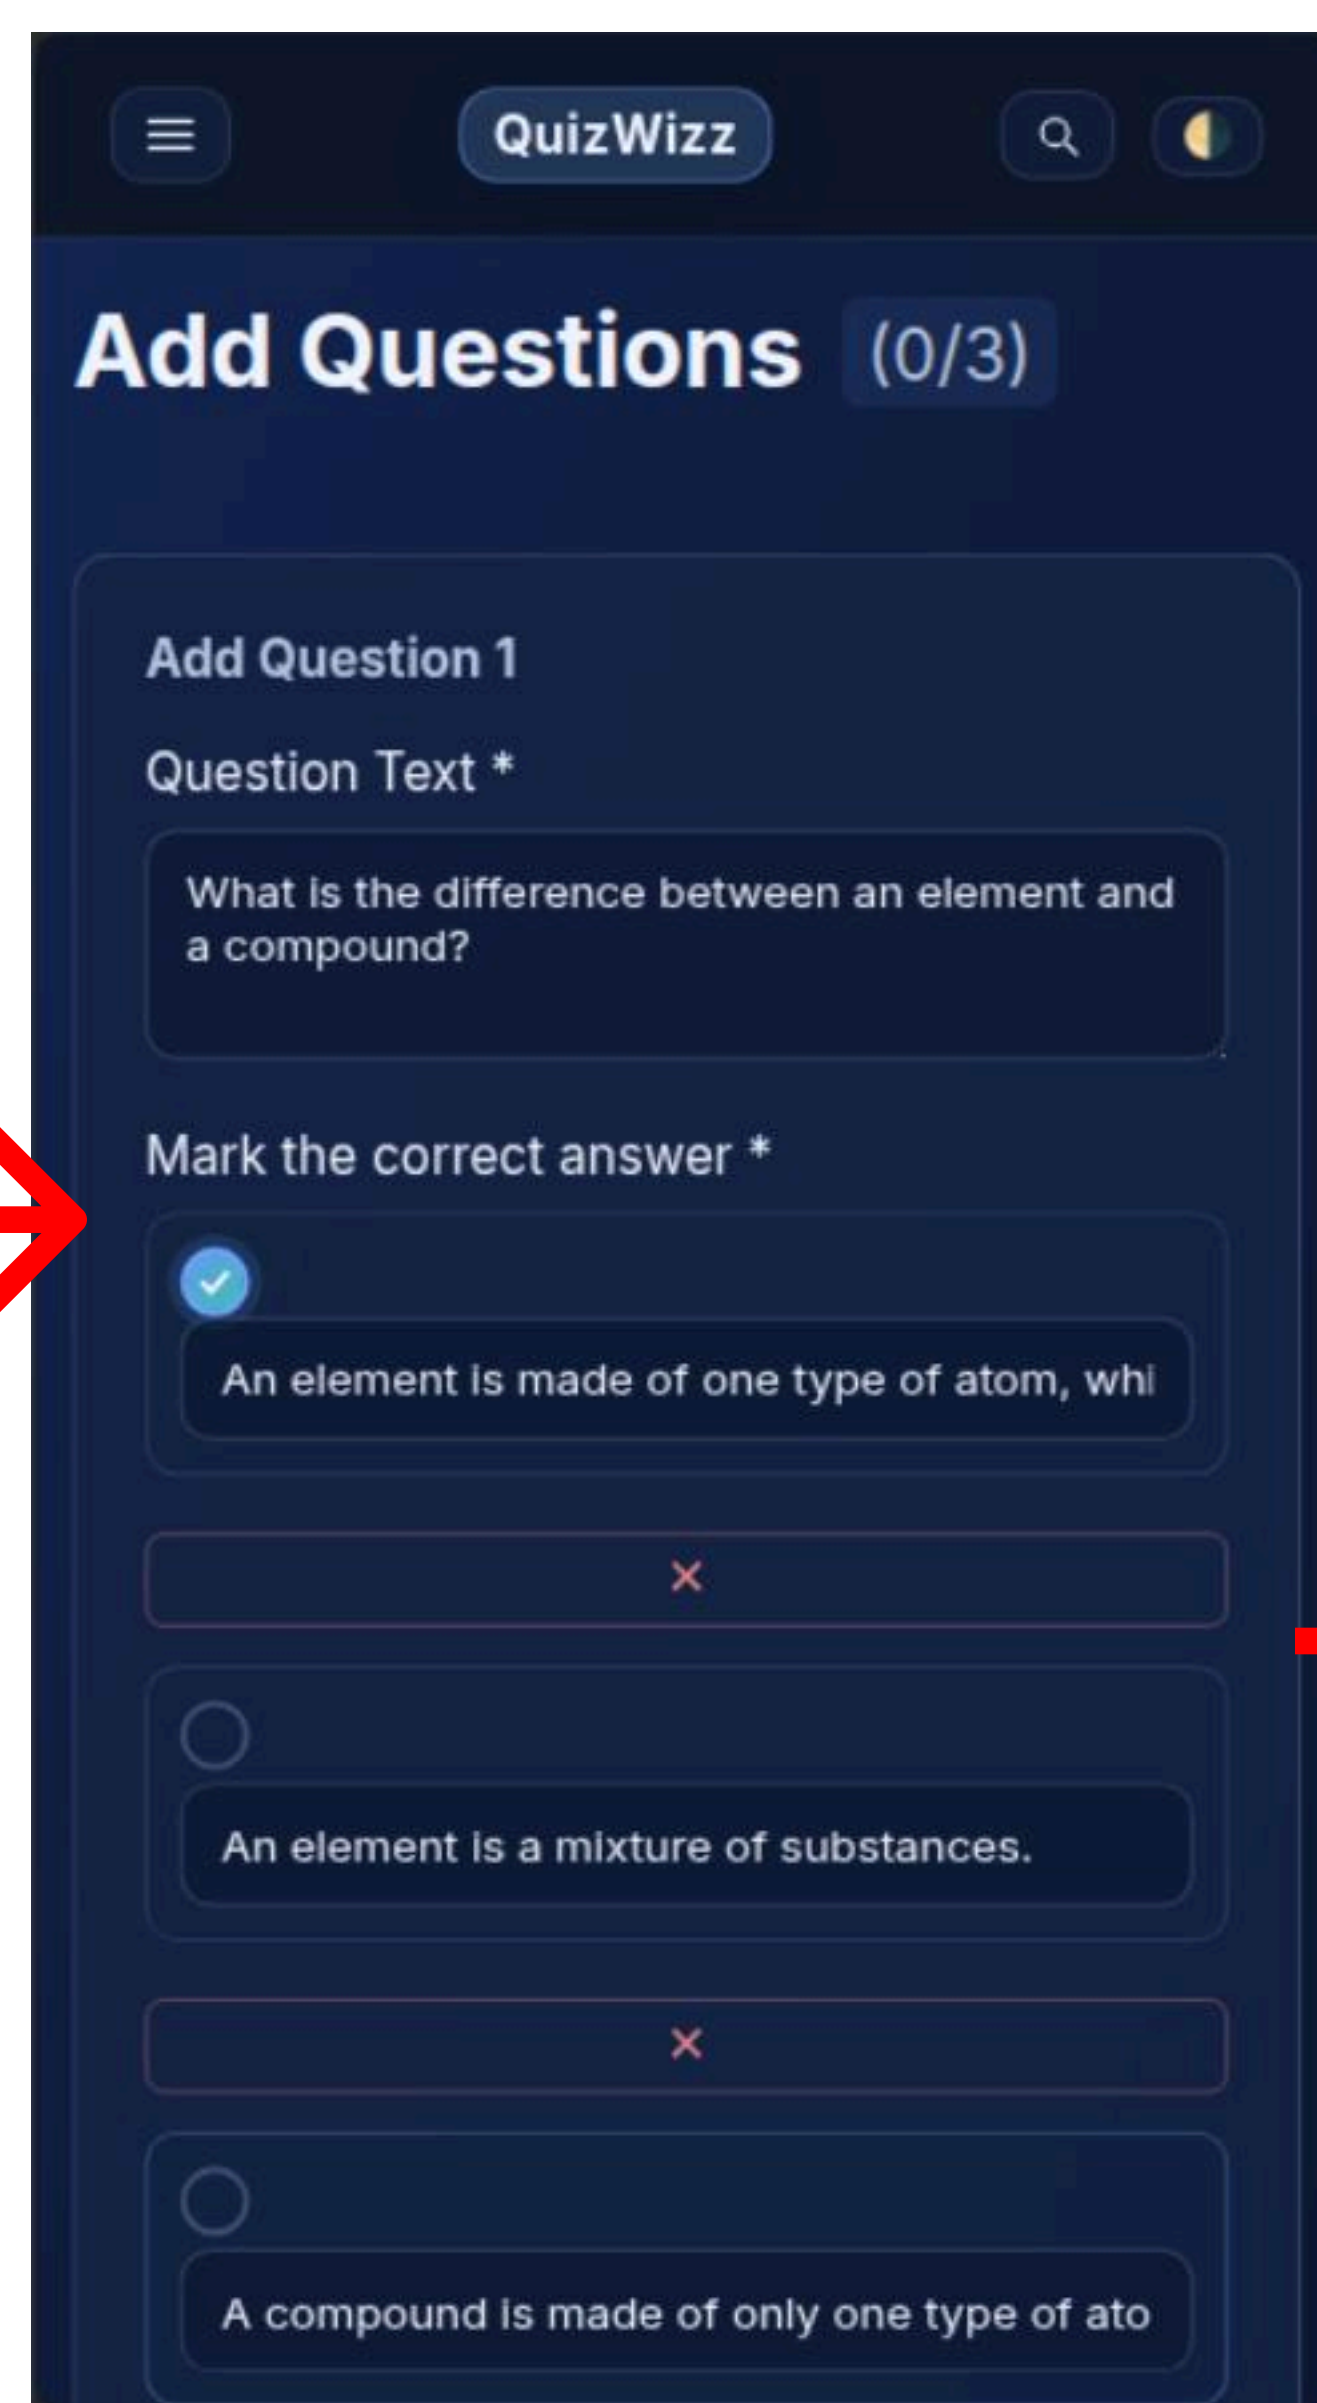 QuizWizz
Add Questions (0/3)
Add Question 1
Question Text *
What is the difference between an element and
a compound?
Mark the correct answer *
An element is made of one type of atom, whi
An element is a mixture of substances.
A compound is made of only one type of ato